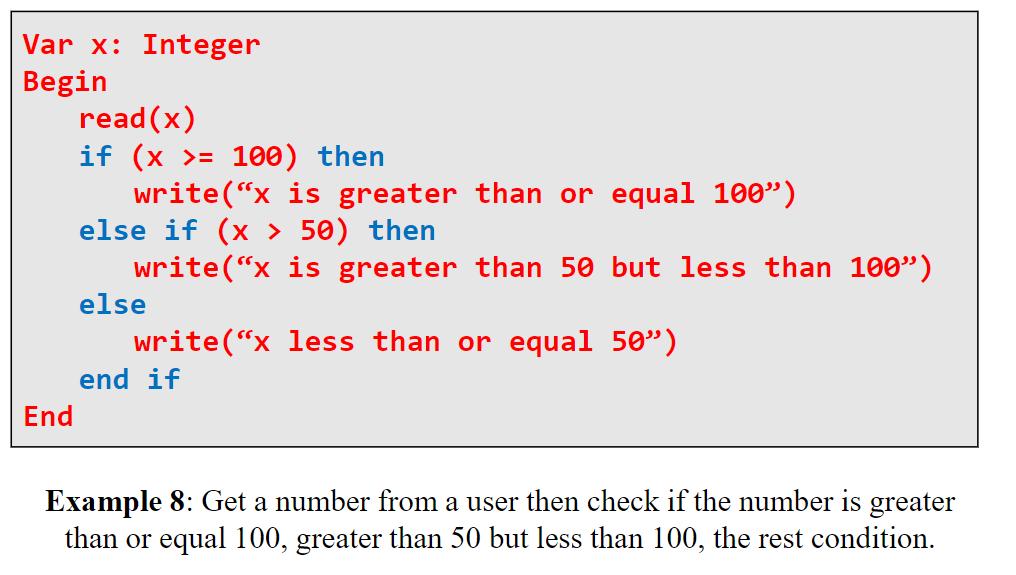 Var x: Integer
Begin
read(x)
if (x >= 100) then
write(“x is greater than or equal 100”)
else if (x > 50) then
write(“x is greater than 50 but less than 100”)
else
write(“x less than or equal 50”)
end if
End
Example 8: Get a number from a user then check if the number is greater
than or equal 100, greater than 50 but less than 100, the rest condition.